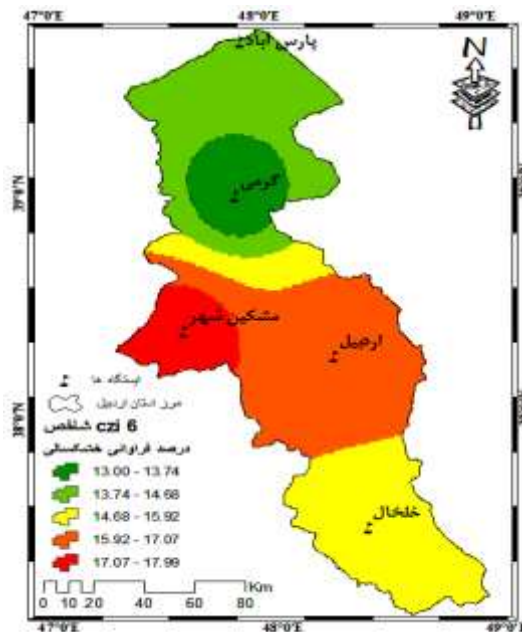 47°0'E 48°0'E 49°0'E
پارس آباد
N
39°0'N
گرمی
مشکین شهر
اردبیل
ایستگاه ها
مرز استان اردبیل
38°0'N
شاخص czi 6
درصد فراوانی خشکسالی
13.00 - 13.74
13.74 - 14.68
14.68 - 15.92
خلخال
15.92 - 17.07
17.07 - 17.99
Km
0 10 20 40 60 80
47°0'E 48°0'E 49°0'E